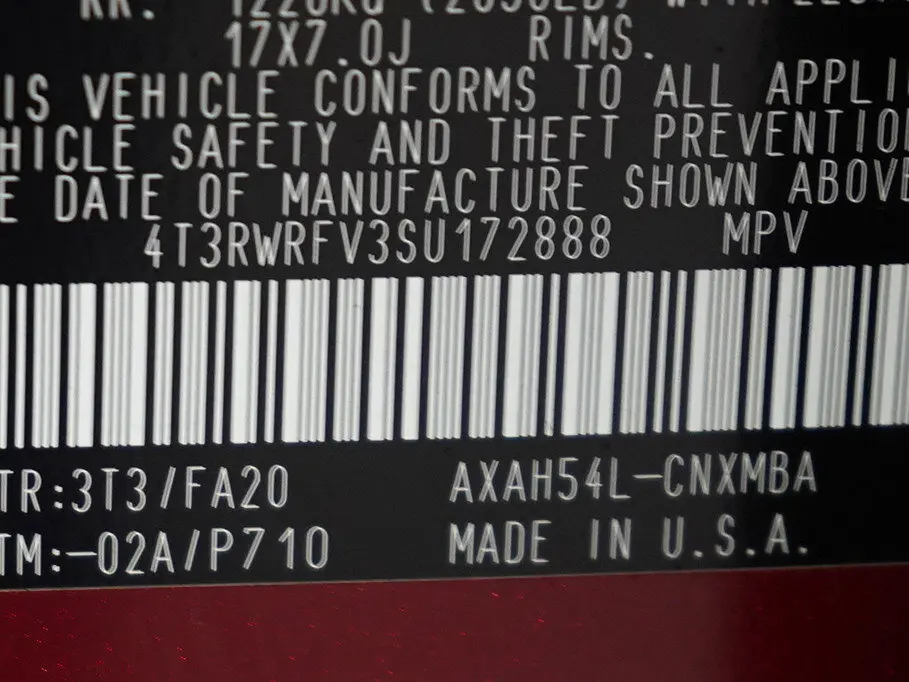 17X7.0J RIMS.
IS VEHICLE CONFORMS TO ALL APPLI
HICLE SAFETY AND THEFT PREVENTIO
E DATE OF MANUFACTURE SHOWN ABOVE
4T3RWRFV3SU172888 MPV
TR:3T3/FA20 AXAH54L-CNXMBA
TM:-02A/P710 MADE IN U.S.A.